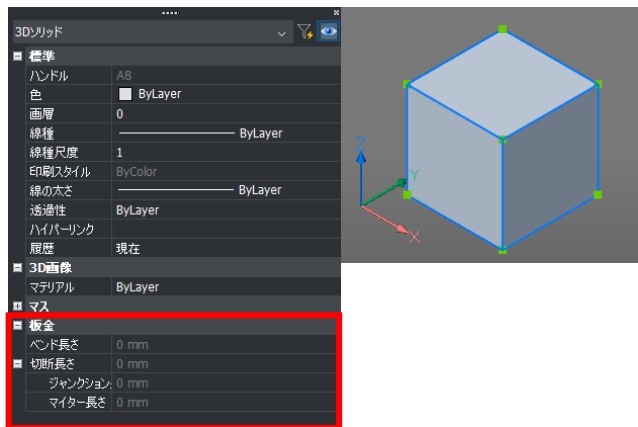 3Dソリッド
標準
ハンドル A8
色 ByLayer
画層 0
線種 ByLayer
線種尺度 1
印刷スタイル ByColor
線の太さ ByLayer
透過性 ByLayer
ハイパーリンク
履歴 現在
3D画像
マテリアル ByLayer
マス
板金
ベンド長さ 0 mm
切断長さ 0 mm
ジャンクション: 0 mm
マイター長さ 0 mm
Z
Y
X